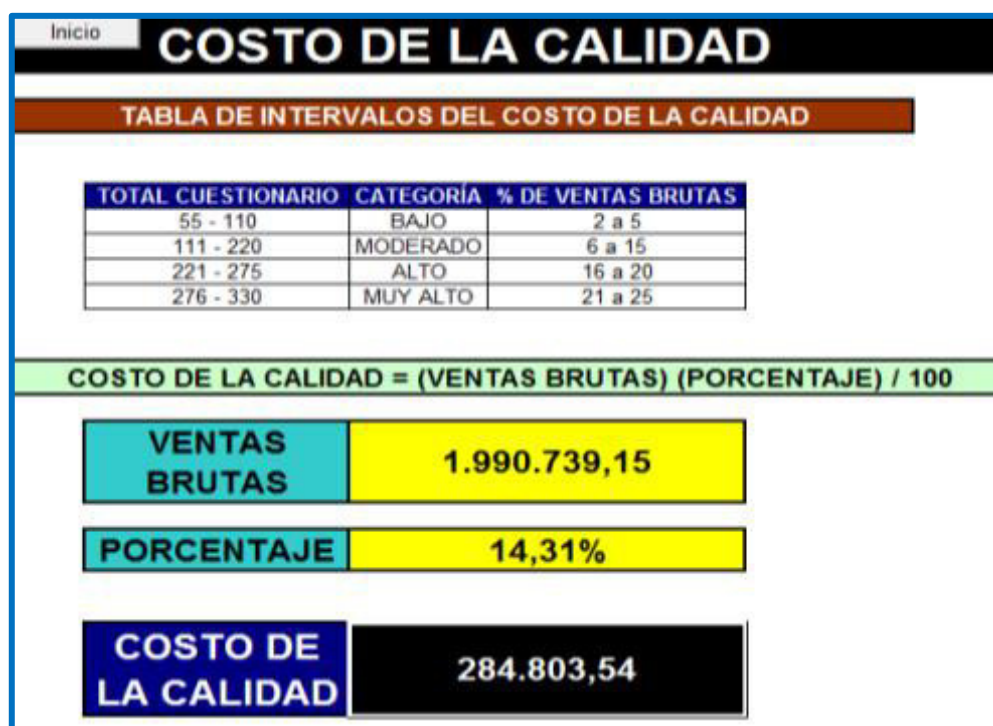 Inicio
COSTO DE LA CALIDAD
TABLA DE INTERVALOS DEL COSTO DE LA CALIDAD
TOTAL CUESTIONARIO CATEGORÍA % DE VENTAS BRUTAS
55 - 110 BAJO 2 a 5
111 - 220 MODERADO 6 a 15
221 - 275 ALTO 16 a 20
276 - 330 MUY ALTO 21 a 25
COSTO DE LA CALIDAD = (VENTAS BRUTAS) (PORCENTAJE) / 100
VENTAS
BRUTAS
1.990.739,15
PORCENTAJE 14,31%
COSTO DE
LA CALIDAD
284.803,54